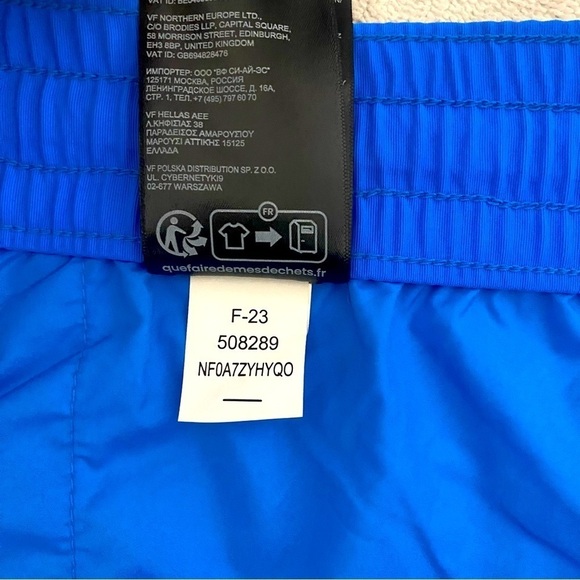 VF NORTHERN EUROPE LTD.,
C/O BRODIES LLP, CAPITAL SQUARE,
58 MORRISON STREET, EDINBURGH,
EH3 8BP, UNITED KINGDOM
VAT ID: GB694828476
ИМПОРТЕР: ООО "ВФ СИ-АЙ-ЭС"
125171 МОСКВА, РОССИЯ
ЛЕНИНГРАДСКОЕ ШОССЕ, Д. 16А,
СТР. 1, ТЕЛ. +7 (495) 797 60 70
VF HELLAS AEE
Λ.ΚΗΦΙΣΙΑΣ 38
ΠΑΡΑΔΕΙΣΟΣ ΑΜΑΡΟΥΣΙΟΥ
ΜΑΡΟΥΣΙ ΑΤΤΙΚΗΣ 15125
ΕΛΛΑΔΑ
VF POLSKA DISTRIBUTION SP. Z.O.O.
UL. CYBERNETYKI9
02-677 WARSZAWA
FR
quefairedemesdechets.fr
F-23
508289
NF0A7ZYHYQO